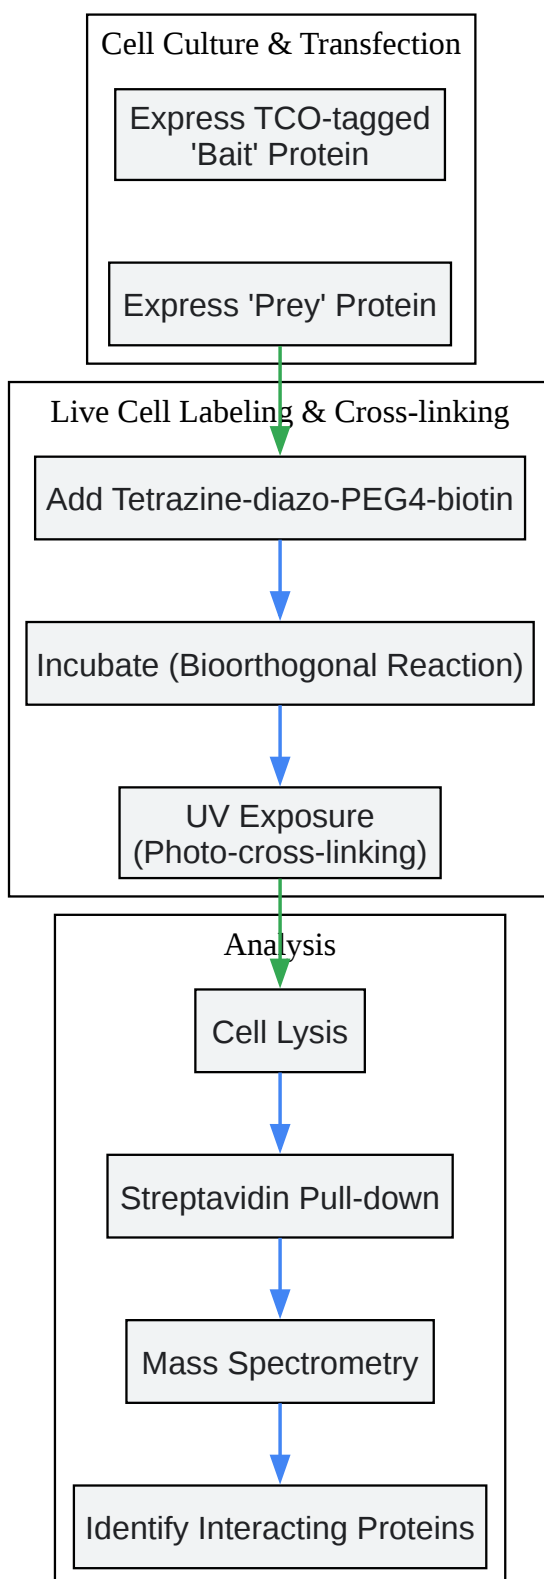 Cell Culture & Transfection
Express TCO-tagged
'Bait' Protein
Express 'Prey' Protein
Live Cell Labeling & Cross-linking
Add Tetrazine-diazo-PEG4-biotin
Incubate (Bioorthogonal Reaction)
UV Exposure
(Photo-cross-linking)
Analysis
Cell Lysis
Streptavidin Pull-down
Mass Spectrometry
Identify Interacting Proteins